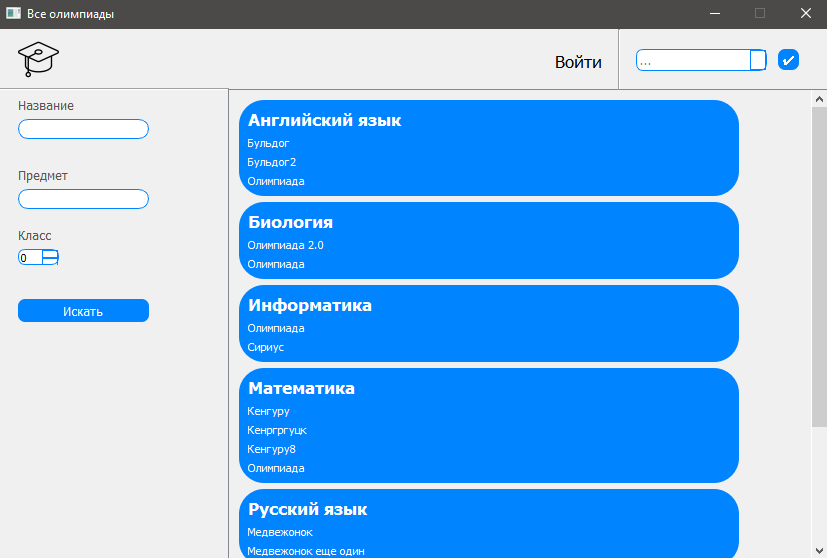 Все олимпиады
Войти
...
Название
Предмет
Класс
0
Искать
Английский язык
Бульдог
Бульдог2
Олимпиада
Биология
Олимпиада 2.0
Олимпиада
Информатика
Олимпиада
Сириус
Математика
Кенгуру
Кенргргуцк
Кенгуру8
Олимпиада
Русский язык
Медвежонок
Медвежонок еще один